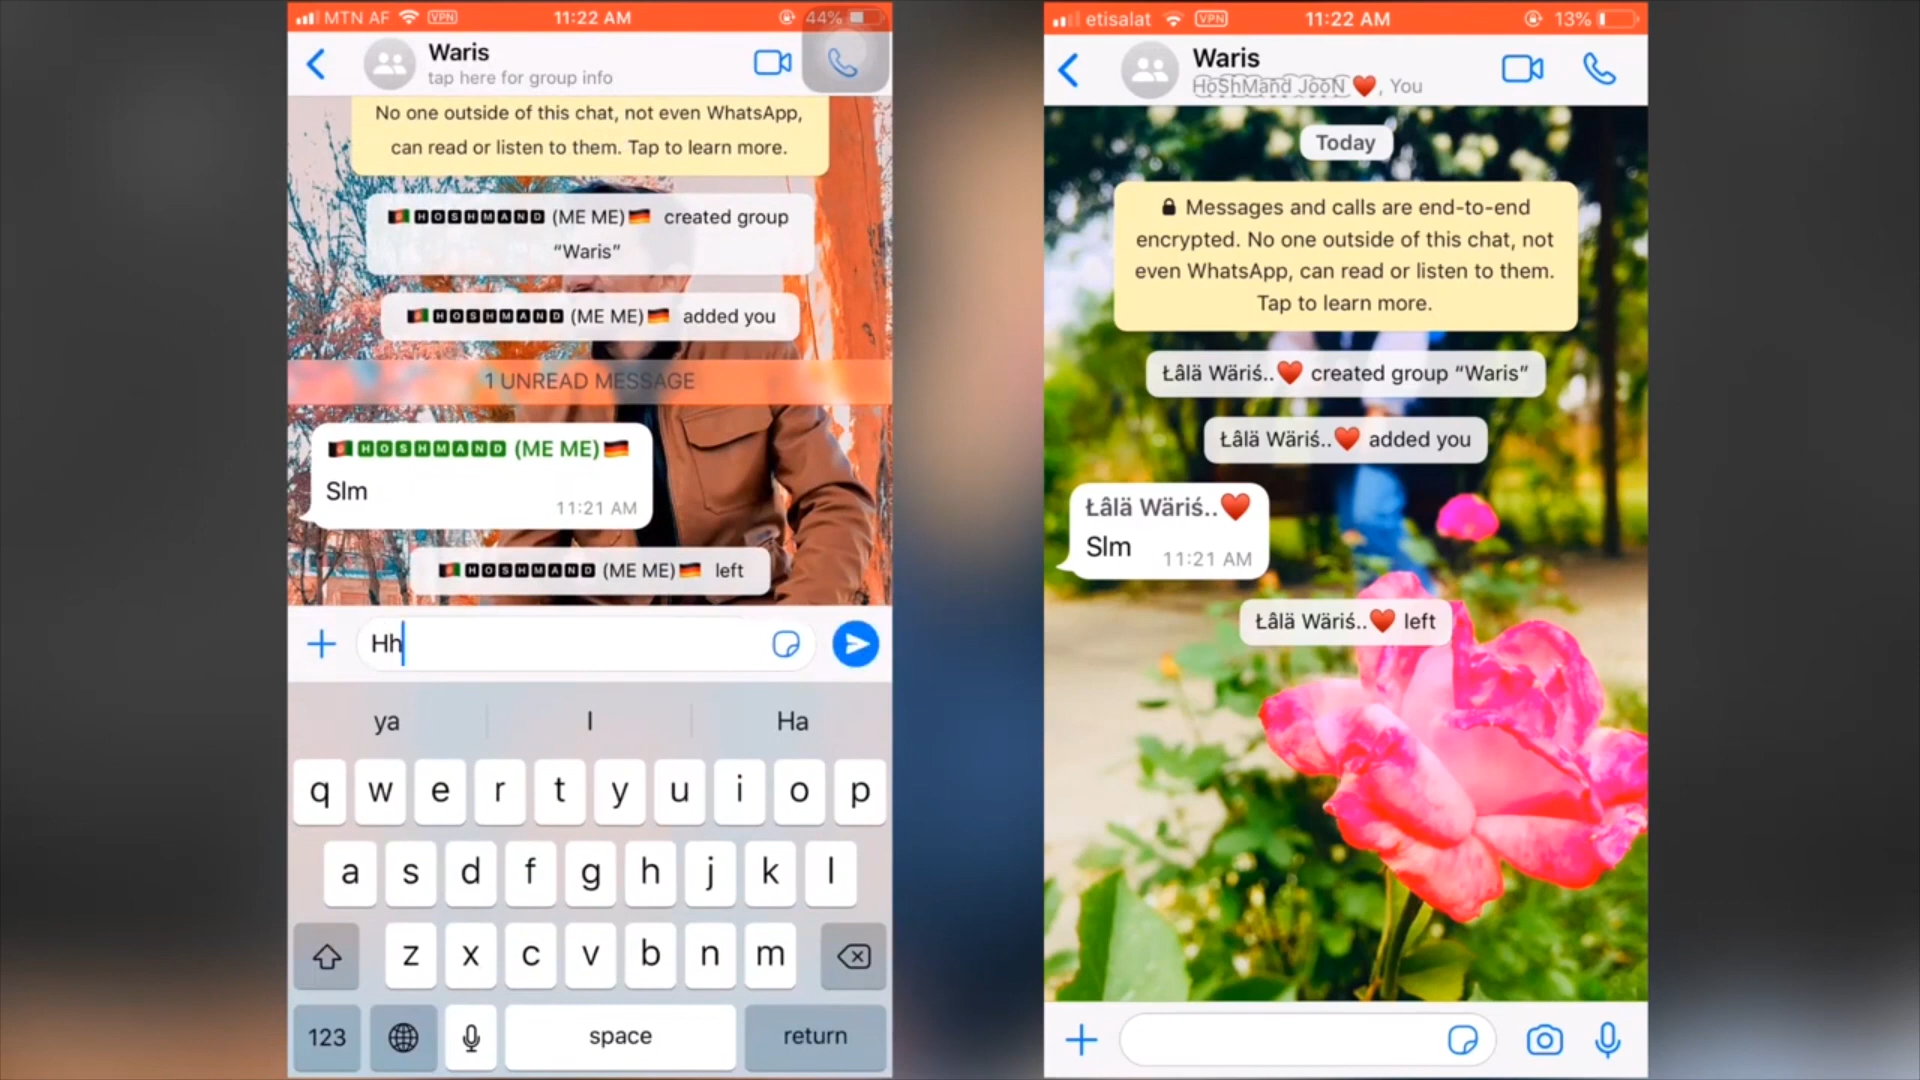 MTN AF VPN 11:22 AM 44%
Waris
tap here for group info
No one outside of this chat, not even WhatsApp,
can read or listen to them. Tap to learn more.
🇦🇫 🅷🅾🆂🅷🅼🅰🅽🅳 (ME ME)🇩🇪 created group
“Waris”
🇦🇫 🅷🅾🆂🅷🅼🅰🅽🅳 (ME ME)🇩🇪 added you
1 UNREAD MESSAGE
🇦🇫 🅷🅾🆂🅷🅼🅰🅽🅳 (ME ME)🇩🇪
Slm
11:21 AM
🇦🇫 🅷🅾🆂🅷🅼🅰🅽🅳 (ME ME)🇩🇪 left
Hh
ya I Ha
q w e r t y u i o p
a s d f g h j k l
z x c v b n m
123 space return
etisalat VPN 11:22 AM 13%
Waris
HoShMand JooN ❤️, You
Today
🔒 Messages and calls are end-to-end
encrypted. No one outside of this chat, not
even WhatsApp, can read or listen to them.
Tap to learn more.
Łâlä Wäriś..❤️ created group “Waris”
Łâlä Wäriś..❤️ added you
Łâlä Wäriś..❤️
Slm 11:21 AM
Łâlä Wäriś..❤️ left